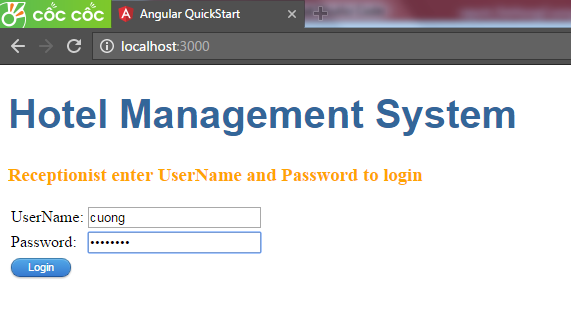 cốc cốc
Angular QuickStart
localhost:3000
Hotel Management System
Receptionist enter UserName and Password to login
UserName: cuong
Password: ••••••••
Login